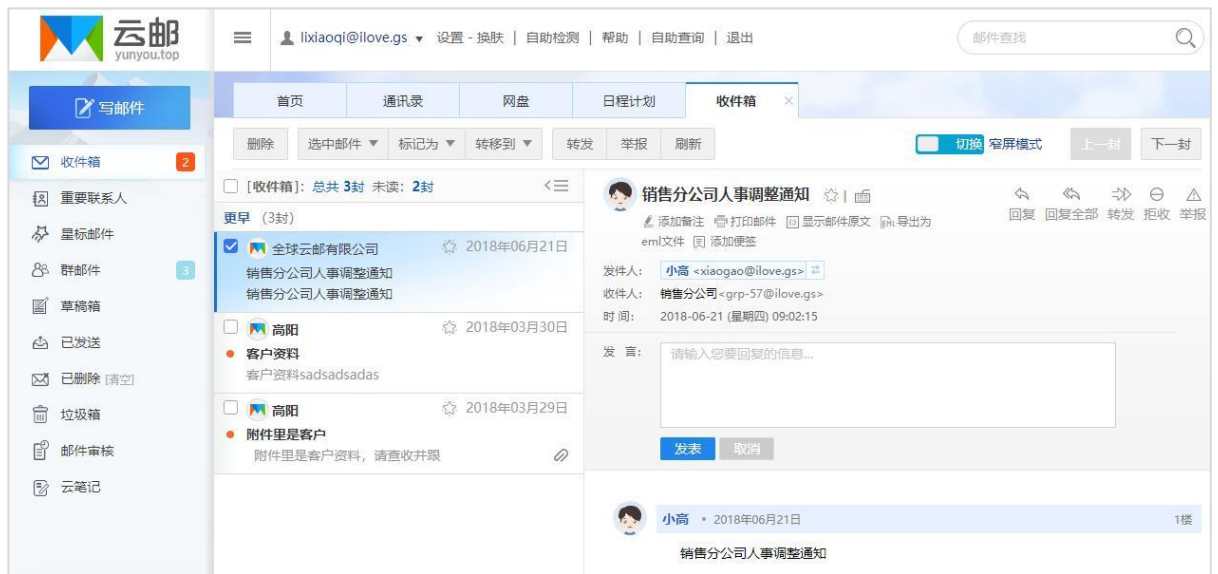 云邮
yunyou.top
lixiaoqi@ilove.gs ▼ 设置 - 换肤 | 自助检测 | 帮助 | 自助查询 | 退出
邮件查找
写邮件
收件箱 2
重要联系人
星标邮件
群邮件 3
草稿箱
已发送
已删除 [清空]
垃圾箱
邮件审核
云笔记
首页 通讯录 网盘 日程计划 收件箱 ×
删除 选中邮件 ▼ 标记为 ▼ 转移到 ▼ 转发 举报 刷新 切换 窄屏模式 上一封 下一封
[收件箱]: 总共 3封 未读: 2封
更早 (3封)
全球云邮有限公司 2018年06月21日
销售分公司人事调整通知
销售分公司人事调整通知
高阳 2018年03月30日
客户资料
客户资料sadsadsadas
高阳 2018年03月29日
附件里是客户
附件里是客户资料，请查收并跟
销售分公司人事调整通知
回复 回复全部 转发 拒收 举报
添加备注 打印邮件 显示邮件原文 导出为
eml文件 添加便签
发件人: 小高 <xiaogao@ilove.gs>
收件人: 销售分公司<grp-57@ilove.gs>
时 间: 2018-06-21 (星期四) 09:02:15
发 言: 请输入您要回复的信息...
发表 取消
小高 • 2018年06月21日 1楼
销售分公司人事调整通知